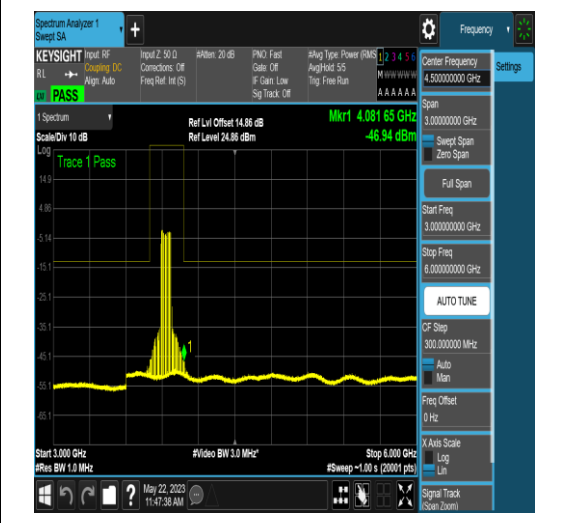 Spectrum Analyzer 1
Swept SA
Frequency
KEYSIGHT
Input: RF
Coupling: DC
Align: Auto
Input Z: 50 Ω
Corrections: Off
Freq Ref: Int (S)
#Atten: 20 dB
PNO: Fast
Gate: Off
IF Gain: Low
Sig Track: Off
#Avg Type: Power (RMS
Avg|Hold: 5/5
Trig: Free Run
1 2 3 4 5 6
M W W W W W
A A A A A A
RL
PASS
1 Spectrum
Scale/Div 10 dB
Ref Lvl Offset 14.86 dB
Ref Level 24.86 dBm
Mkr1 4.081 65 GHz
-46.94 dBm
Log
Trace 1 Pass
14.9
4.86
-5.14
-15.1
-25.1
-35.1
-45.1
-55.1
-65.1
1
Start 3.000 GHz
#Res BW 1.0 MHz
#Video BW 3.0 MHz*
Stop 6.000 GHz
#Sweep ~1.00 s (20001 pts)
May 22, 2023
11:47:38 AM
?
Center Frequency
4.500000000 GHz
Settings
Span
3.00000000 GHz
Swept Span
Zero Span
Full Span
Start Freq
3.000000000 GHz
Stop Freq
6.000000000 GHz
AUTO TUNE
CF Step
300.000000 MHz
Auto
Man
Freq Offset
0 Hz
X Axis Scale
Log
Lin
Signal Track
(Span Zoom)